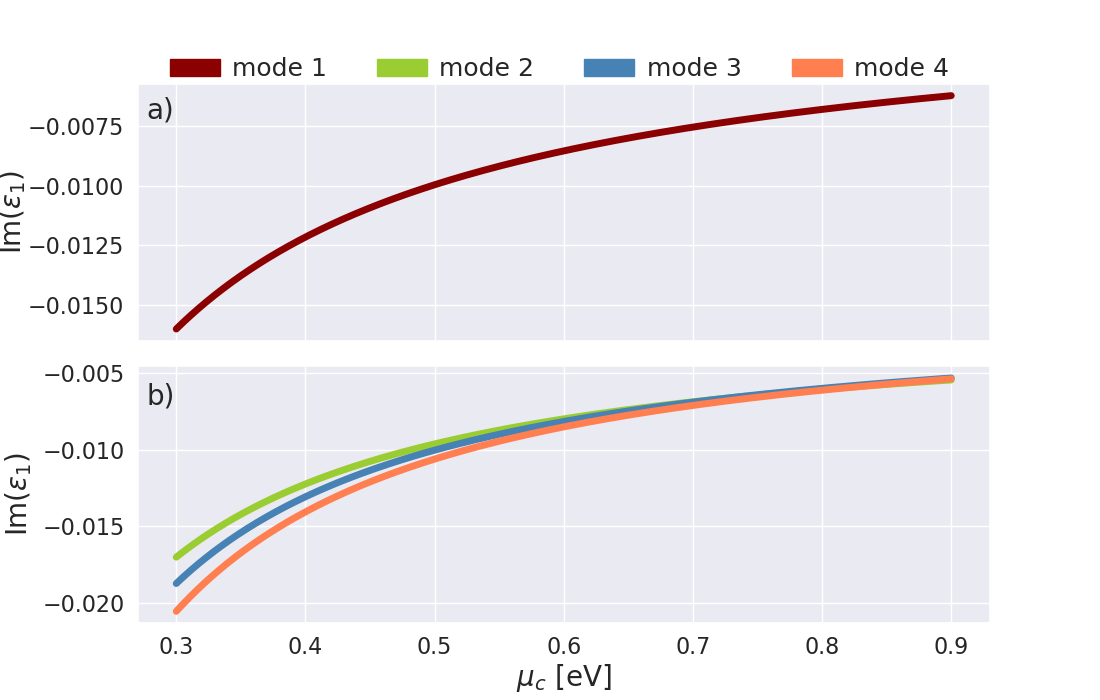 mode 1 mode 2 mode 3 mode 4
a)
−0.0075
−0.0100
−0.0125
−0.0150
Im(ε₁)
b)
−0.005
−0.010
−0.015
−0.020
Im(ε₁)
0.3 0.4 0.5 0.6 0.7 0.8 0.9
μ_c [eV]